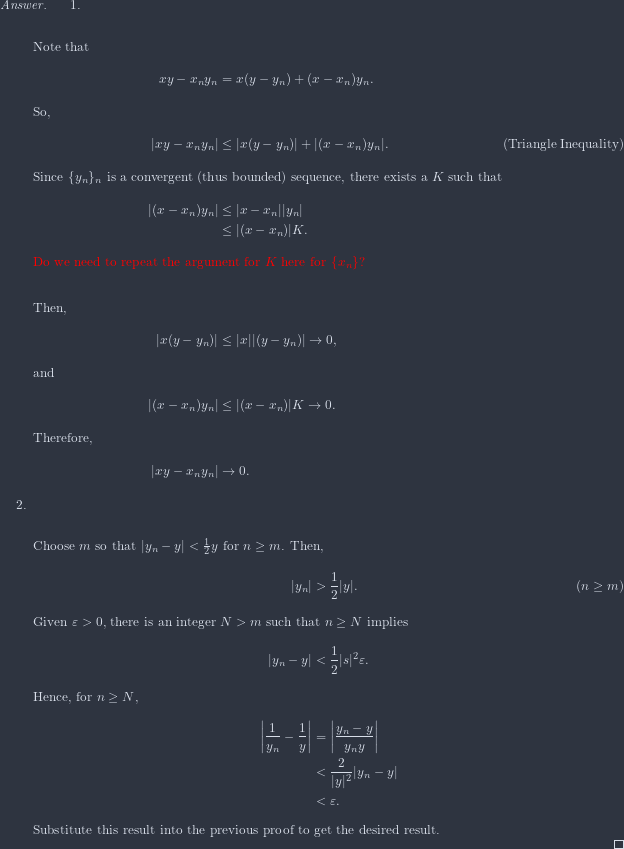 Answer. 1.
Note that
$xy - x_n y_n = x(y - y_n) + (x - x_n)y_n.$
So,
$|xy - x_n y_n| \leq |x(y - y_n)| + |(x - x_n)y_n|.$ (Triangle Inequality)
Since $\{y_n\}_n$ is a convergent (thus bounded) sequence, there exists a $K$ such that
$|(x - x_n)y_n| \leq |x - x_n||y_n|$
$\leq |(x - x_n)|K.$
Do we need to repeat the argument for $K$ here for $\{x_n\}$?
Then,
$|x(y - y_n)| \leq |x||(y - y_n)| \to 0,$
and
$|(x - x_n)y_n| \leq |(x - x_n)|K \to 0.$
Therefore,
$|xy - x_n y_n| \to 0.$
2.
Choose $m$ so that $|y_n - y| < \frac{1}{2}y$ for $n \geq m$. Then,
$|y_n| > \frac{1}{2}|y|.$ $(n \geq m)$
Given $\varepsilon > 0$, there is an integer $N > m$ such that $n \geq N$ implies
$|y_n - y| < \frac{1}{2}|s|^2\varepsilon.$
Hence, for $n \geq N$,
$\left|\frac{1}{y_n} - \frac{1}{y}\right| = \left|\frac{y_n - y}{y_n y}\right|$
$< \frac{2}{|y|^2}|y_n - y|$
$< \varepsilon.$
Substitute this result into the previous proof to get the desired result.
□